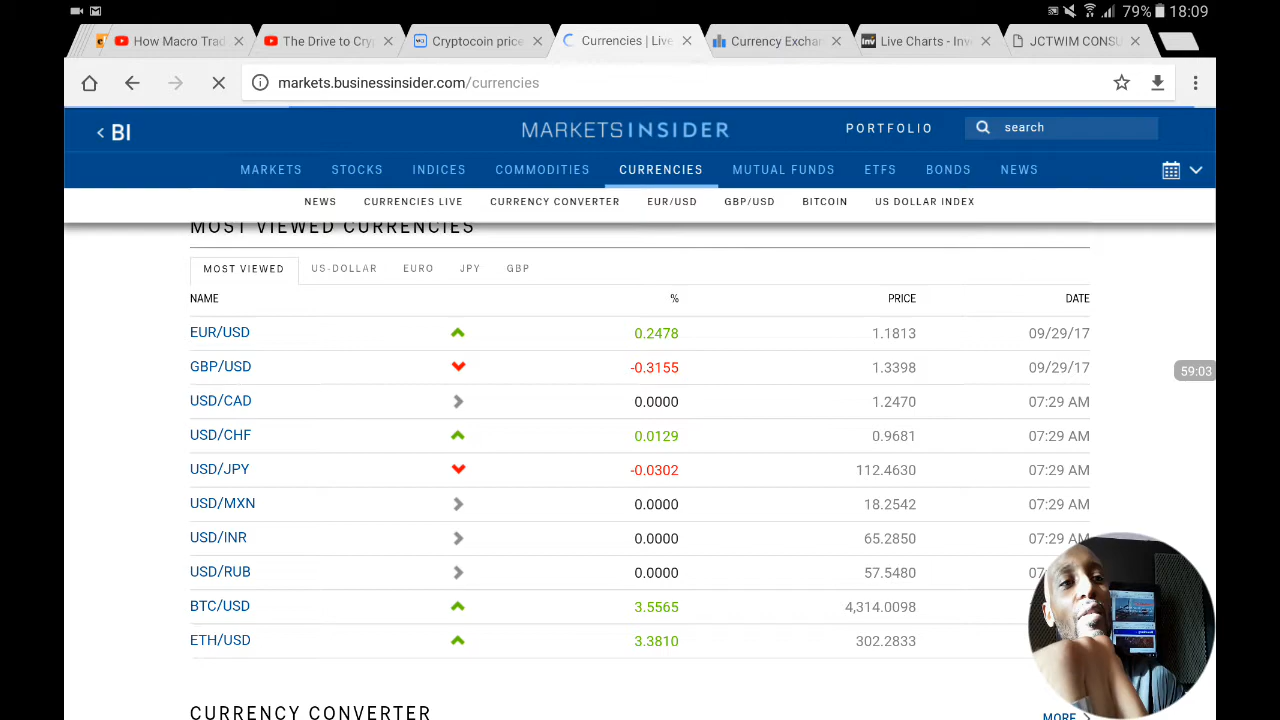 79% 18:09
How Macro Trad
The Drive to Cry
Cryptocoin price
Currencies | Live
Currency Exchan
Inv Live Charts - Inve
JCTWIM CONSU
markets.businessinsider.com/currencies
< BI
MARKETS INSIDER
PORTFOLIO
search
MARKETS STOCKS INDICES COMMODITIES CURRENCIES MUTUAL FUNDS ETFS BONDS NEWS
NEWS CURRENCIES LIVE CURRENCY CONVERTER EUR/USD GBP/USD BITCOIN US DOLLAR INDEX
MOST VIEWED CURRENCIES
MOST VIEWED US-DOLLAR EURO JPY GBP
NAME % PRICE DATE
EUR/USD 0.2478 1.1813 09/29/17
GBP/USD -0.3155 1.3398 09/29/17
59:03
USD/CAD 0.0000 1.2470 07:29 AM
USD/CHF 0.0129 0.9681 07:29 AM
USD/JPY -0.0302 112.4630 07:29 AM
USD/MXN 0.0000 18.2542 07:29 AM
USD/INR 0.0000 65.2850 07:29 AM
USD/RUB 0.0000 57.5480 07:
BTC/USD 3.5565 4,314.0098
ETH/USD 3.3810 302.2833
CURRENCY CONVERTER
MORE